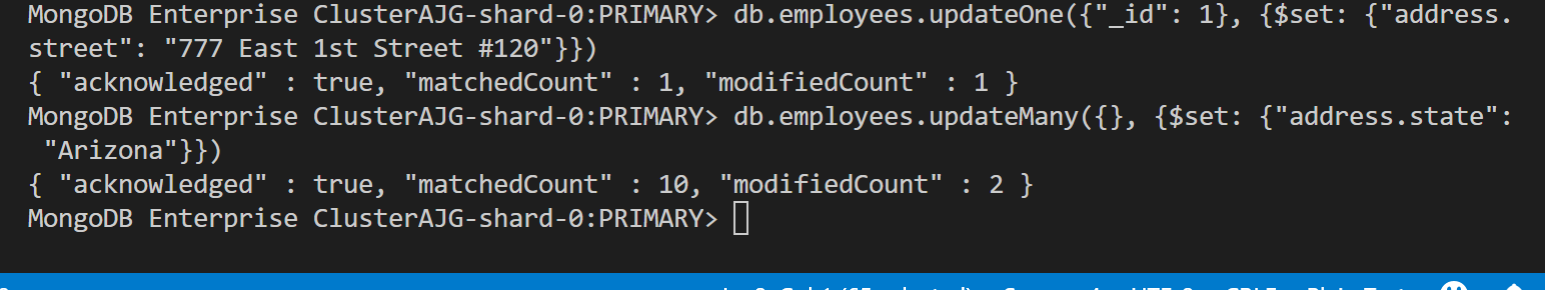 MongoDB Enterprise ClusterAJG-shard-0:PRIMARY> db.employees.updateOne({"_id": 1}, {$set: {"address.
street": "777 East 1st Street #120"}})
{ "acknowledged" : true, "matchedCount" : 1, "modifiedCount" : 1 }
MongoDB Enterprise ClusterAJG-shard-0:PRIMARY> db.employees.updateMany({}, {$set: {"address.state":
"Arizona"}})
{ "acknowledged" : true, "matchedCount" : 10, "modifiedCount" : 2 }
MongoDB Enterprise ClusterAJG-shard-0:PRIMARY>